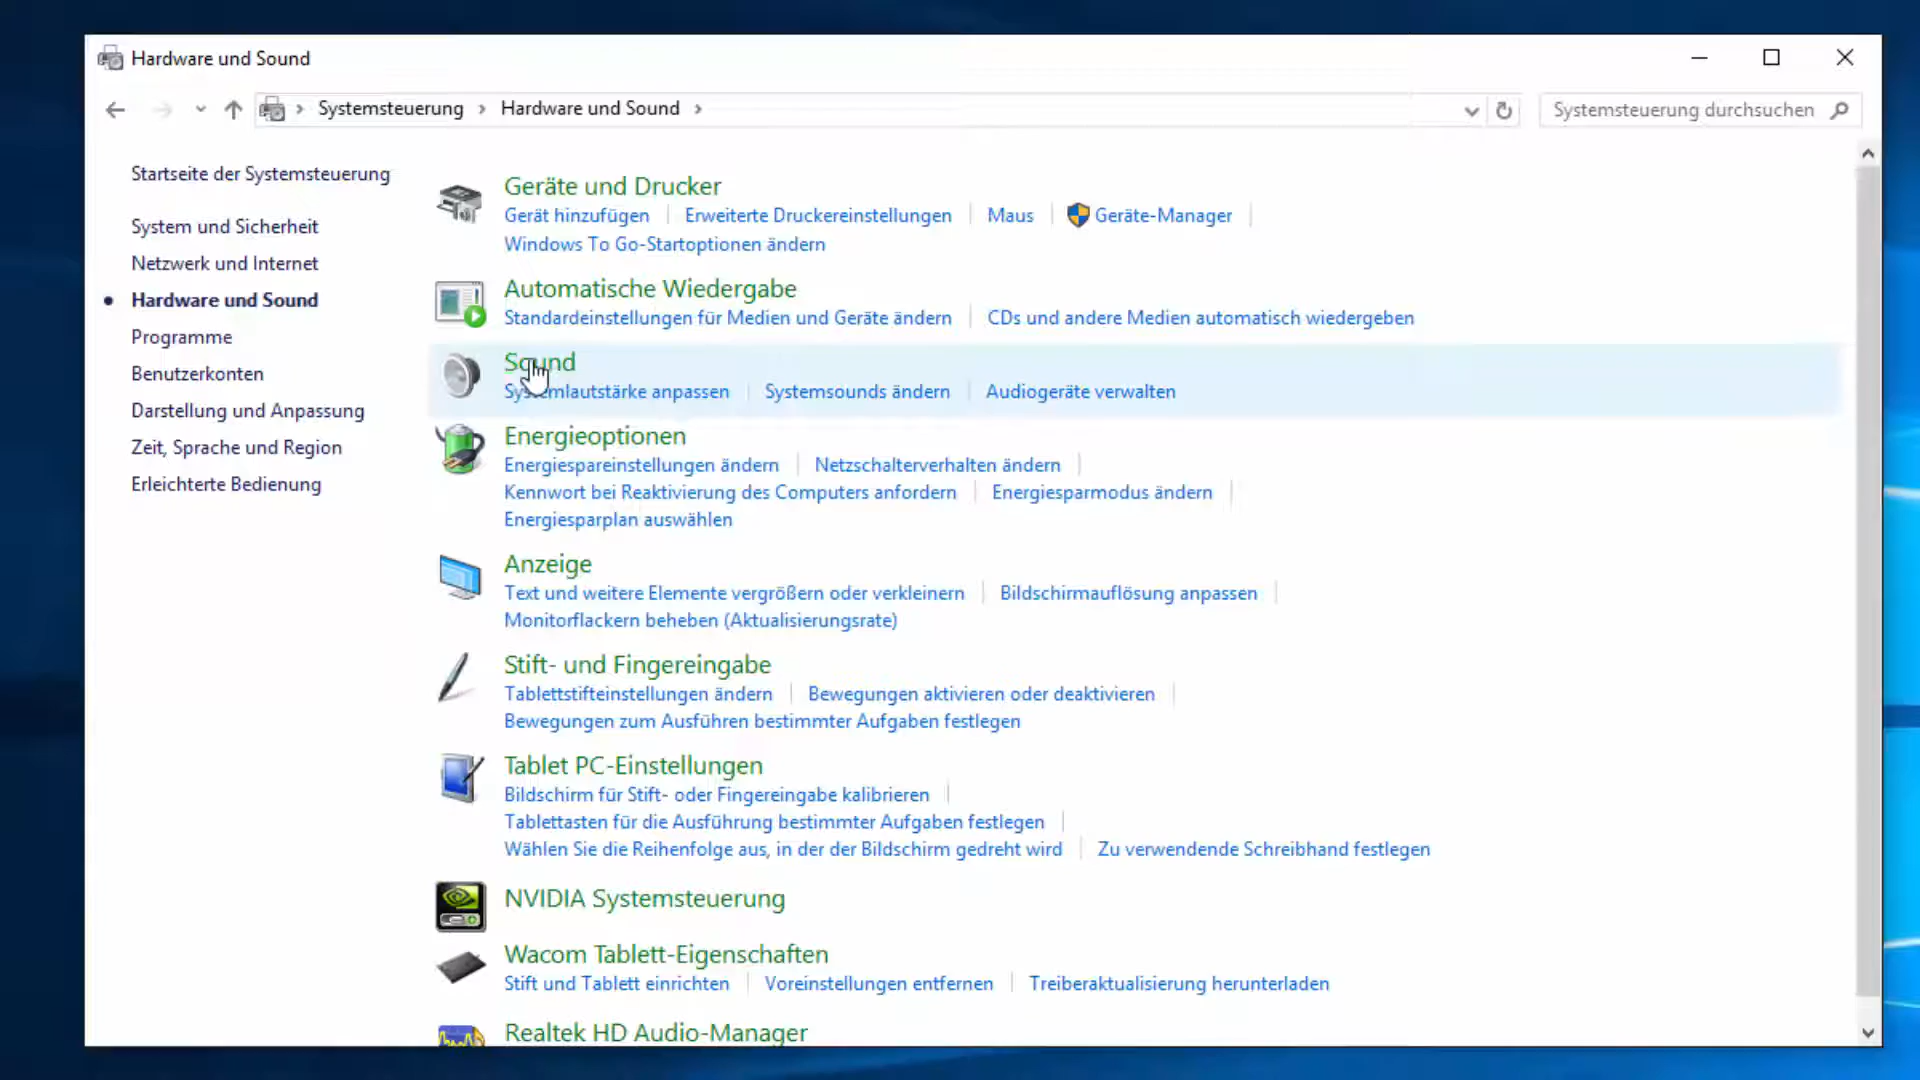 Hardware und Sound
Systemsteuerung > Hardware und Sound >
Systemsteuerung durchsuchen
Startseite der Systemsteuerung
System und Sicherheit
Netzwerk und Internet
Hardware und Sound
Programme
Benutzerkonten
Darstellung und Anpassung
Zeit, Sprache und Region
Erleichterte Bedienung
Geräte und Drucker
Gerät hinzufügen | Erweiterte Druckereinstellungen | Maus | Geräte-Manager |
Windows To Go-Startoptionen ändern
Automatische Wiedergabe
Standardeinstellungen für Medien und Geräte ändern | CDs und andere Medien automatisch wiedergeben
Sound
Systemlautstärke anpassen | Systemsounds ändern | Audiogeräte verwalten
Energieoptionen
Energiespareinstellungen ändern | Netzschalterverhalten ändern |
Kennwort bei Reaktivierung des Computers anfordern | Energiesparmodus ändern |
Energiesparplan auswählen
Anzeige
Text und weitere Elemente vergrößern oder verkleinern | Bildschirmauflösung anpassen |
Monitorflackern beheben (Aktualisierungsrate)
Stift- und Fingereingabe
Tablettstifteinstellungen ändern | Bewegungen aktivieren oder deaktivieren |
Bewegungen zum Ausführen bestimmter Aufgaben festlegen
Tablet PC-Einstellungen
Bildschirm für Stift- oder Fingereingabe kalibrieren |
Tablettasten für die Ausführung bestimmter Aufgaben festlegen |
Wählen Sie die Reihenfolge aus, in der der Bildschirm gedreht wird | Zu verwendende Schreibhand festlegen
NVIDIA Systemsteuerung
Wacom Tablett-Eigenschaften
Stift und Tablett einrichten | Voreinstellungen entfernen | Treiberaktualisierung herunterladen
Realtek HD Audio-Manager